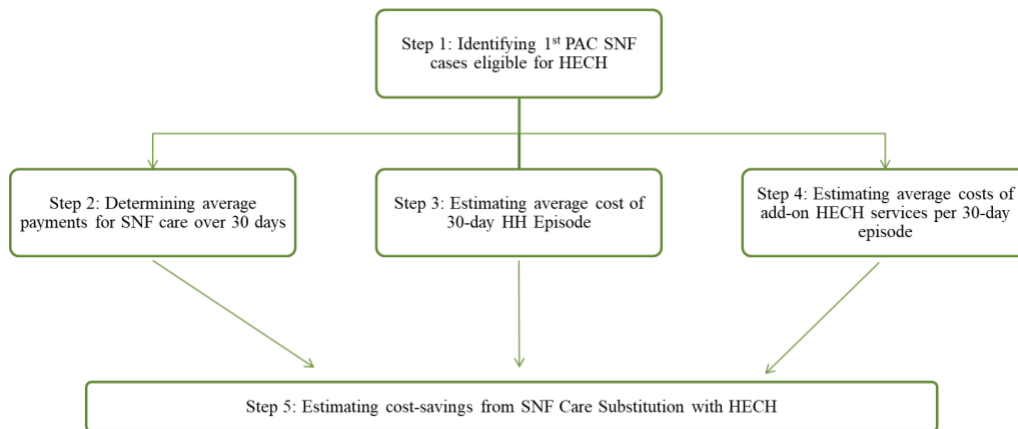 Step 1: Identifying 1st PAC SNF
cases eligible for HECH
Step 2: Determining average
payments for SNF care over 30 days
Step 3: Estimating average cost of
30-day HH Episode
Step 4: Estimating average costs of
add-on HECH services per 30-day
episode
Step 5: Estimating cost-savings from SNF Care Substitution with HECH